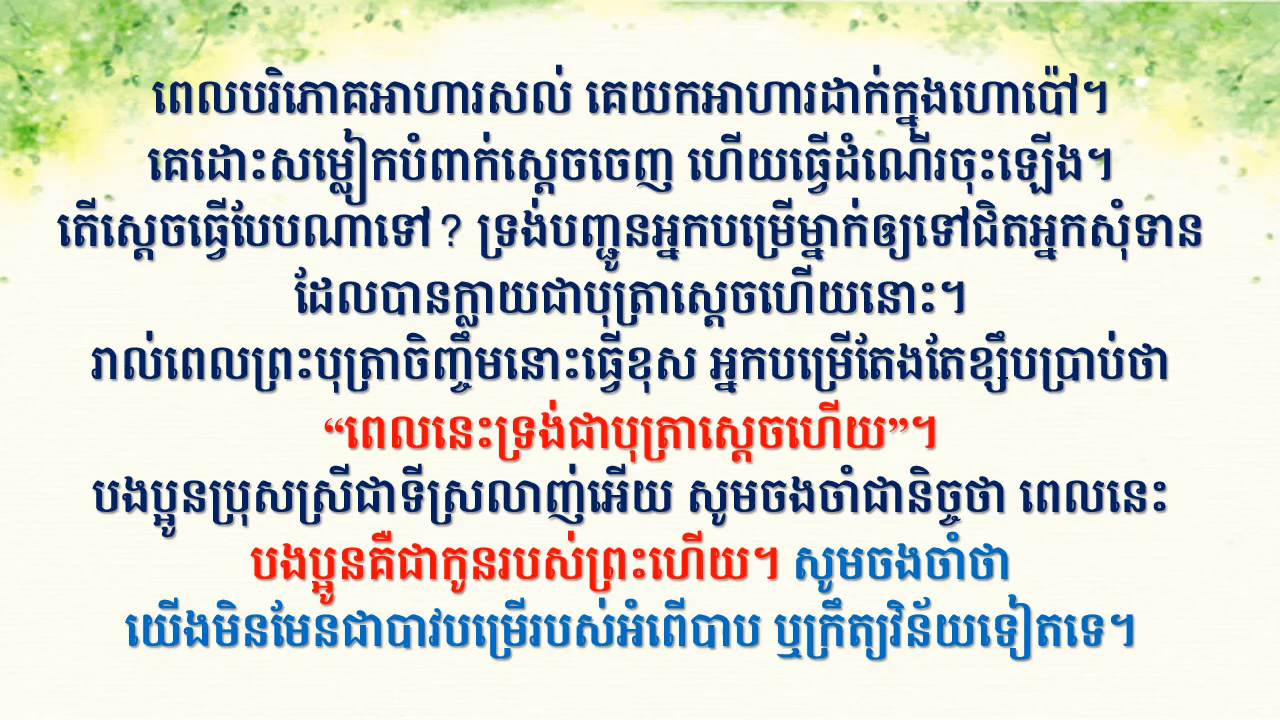 ពេលបរិភោគអាហារសល់ គេយកអាហារដាក់ក្នុងហោប៉ៅ។
គេដោះសម្លៀកបំពាក់ស្ដេចចេញ ហើយធ្វើដំណើរចុះឡើង។
តើស្ដេចធ្វើបែបណាទៅ? ទ្រង់បញ្ជូនអ្នកបម្រើម្នាក់ឲ្យទៅជិតអ្នកសុំទាន
ដែលបានក្លាយជាបុត្រាស្ដេចហើយនោះ។
រាល់ពេលព្រះបុត្រាចិញ្ចឹមនោះធ្វើខុស អ្នកបម្រើតែងតែខ្សឹបប្រាប់ថា
“ពេលនេះទ្រង់ជាបុត្រាស្ដេចហើយ”។
បងប្អូនប្រុសស្រីជាទីស្រលាញ់អើយ សូមចងចាំជានិច្ចថា ពេលនេះ
បងប្អូនគឺជាកូនរបស់ព្រះហើយ។ សូមចងចាំថា
យើងមិនមែនជាបាវបម្រើរបស់អំពើបាប ឬក្រឹត្យវិន័យទៀតទេ។